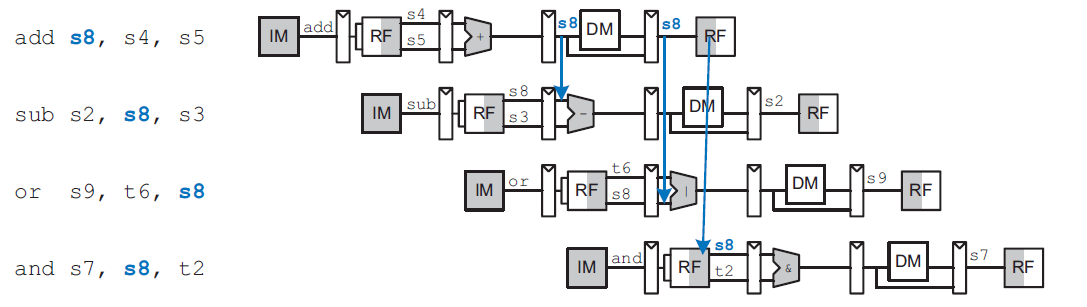 add s8, s4, s5 IM add RF s4 s5 + s8 DM s8 RF
sub s2, s8, s3 IM sub RF s8 s3 - DM s2 RF
or s9, t6, s8 IM or RF t6 s8 | DM s9 RF
and s7, s8, t2 IM and RF s8 t2 & DM s7 RF